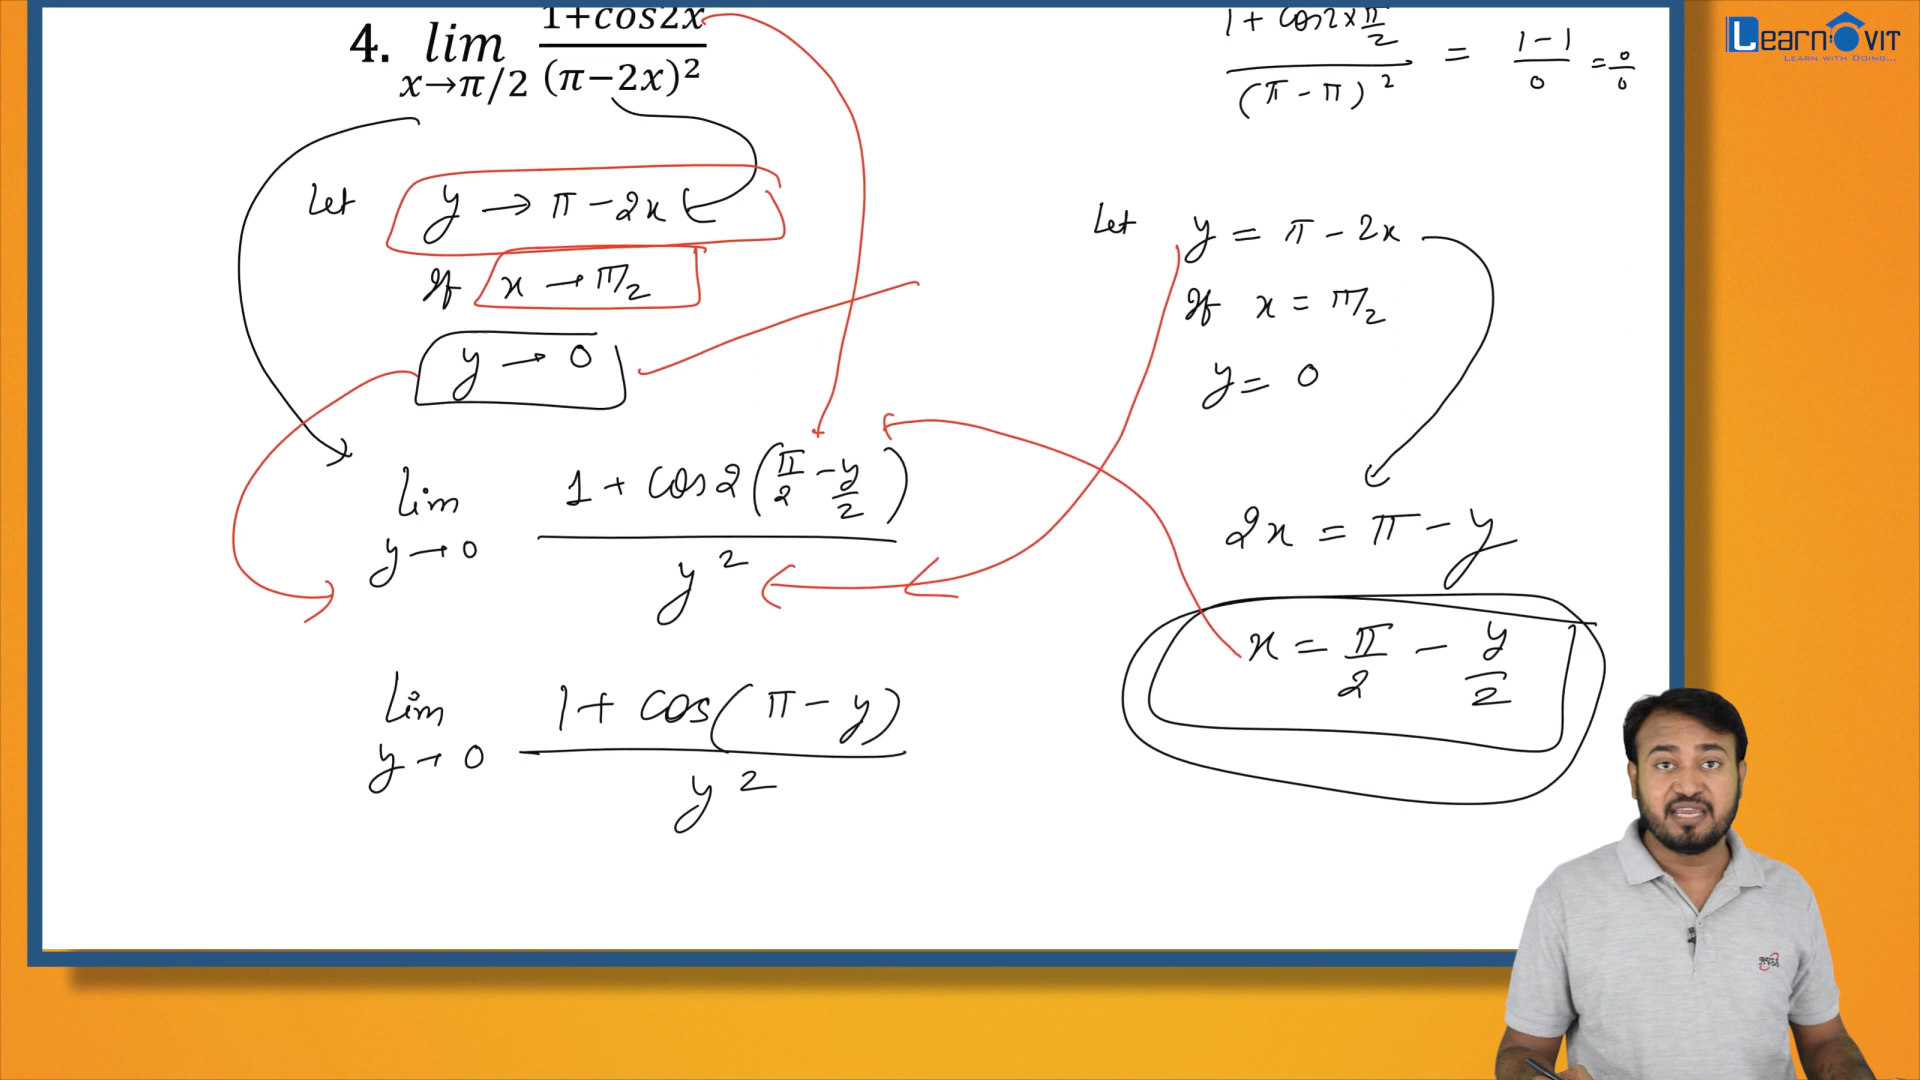 4. lim x→π/2 1+cos2x / (π−2x)²
1 + cos2×π/2 / (π − π)² = 1 − 1 / 0 = 0/0
Let y → π − 2x
If x → π/2
y → 0
lim y→0 1 + cos 2(π/2 − y/2) / y²
lim y→0 1 + cos(π − y) / y²
Let y = π − 2x
If x = π/2
y = 0
2x = π − y
x = π/2 − y/2
LearnOVIT
LEARN WITH DOING...